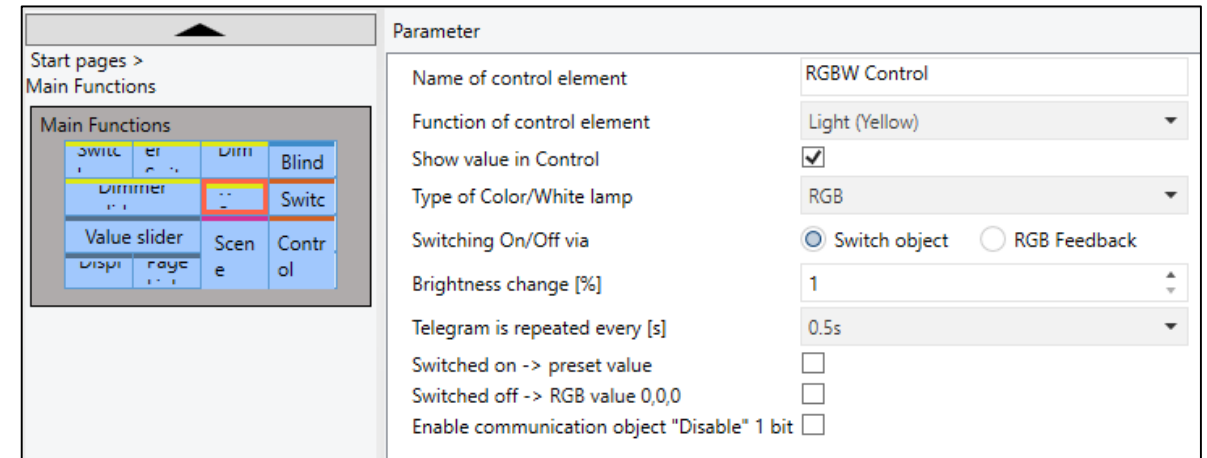 Start pages >
Main Functions
Main Functions
Blind
Switc
Value slider
Scen
e
Contr
ol
Parameter
Name of control element
RGBW Control
Function of control element
Light (Yellow)
Show value in Control
Type of Color/White lamp
RGB
Switching On/Off via
Switch object
RGB Feedback
Brightness change [%]
1
Telegram is repeated every [s]
0.5s
Switched on -> preset value
Switched off -> RGB value 0,0,0
Enable communication object "Disable" 1 bit